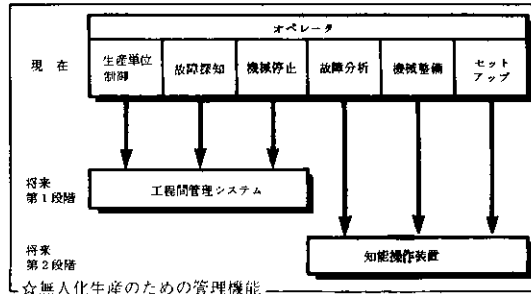 オペレータ
現在
生産単位
制御
故障探知
機械停止
故障分析
機械整備
セット
アップ
将来
第1段階
工程間管理システム
将来
第2段階
知能操作装置
☆無人化生産のための管理機能